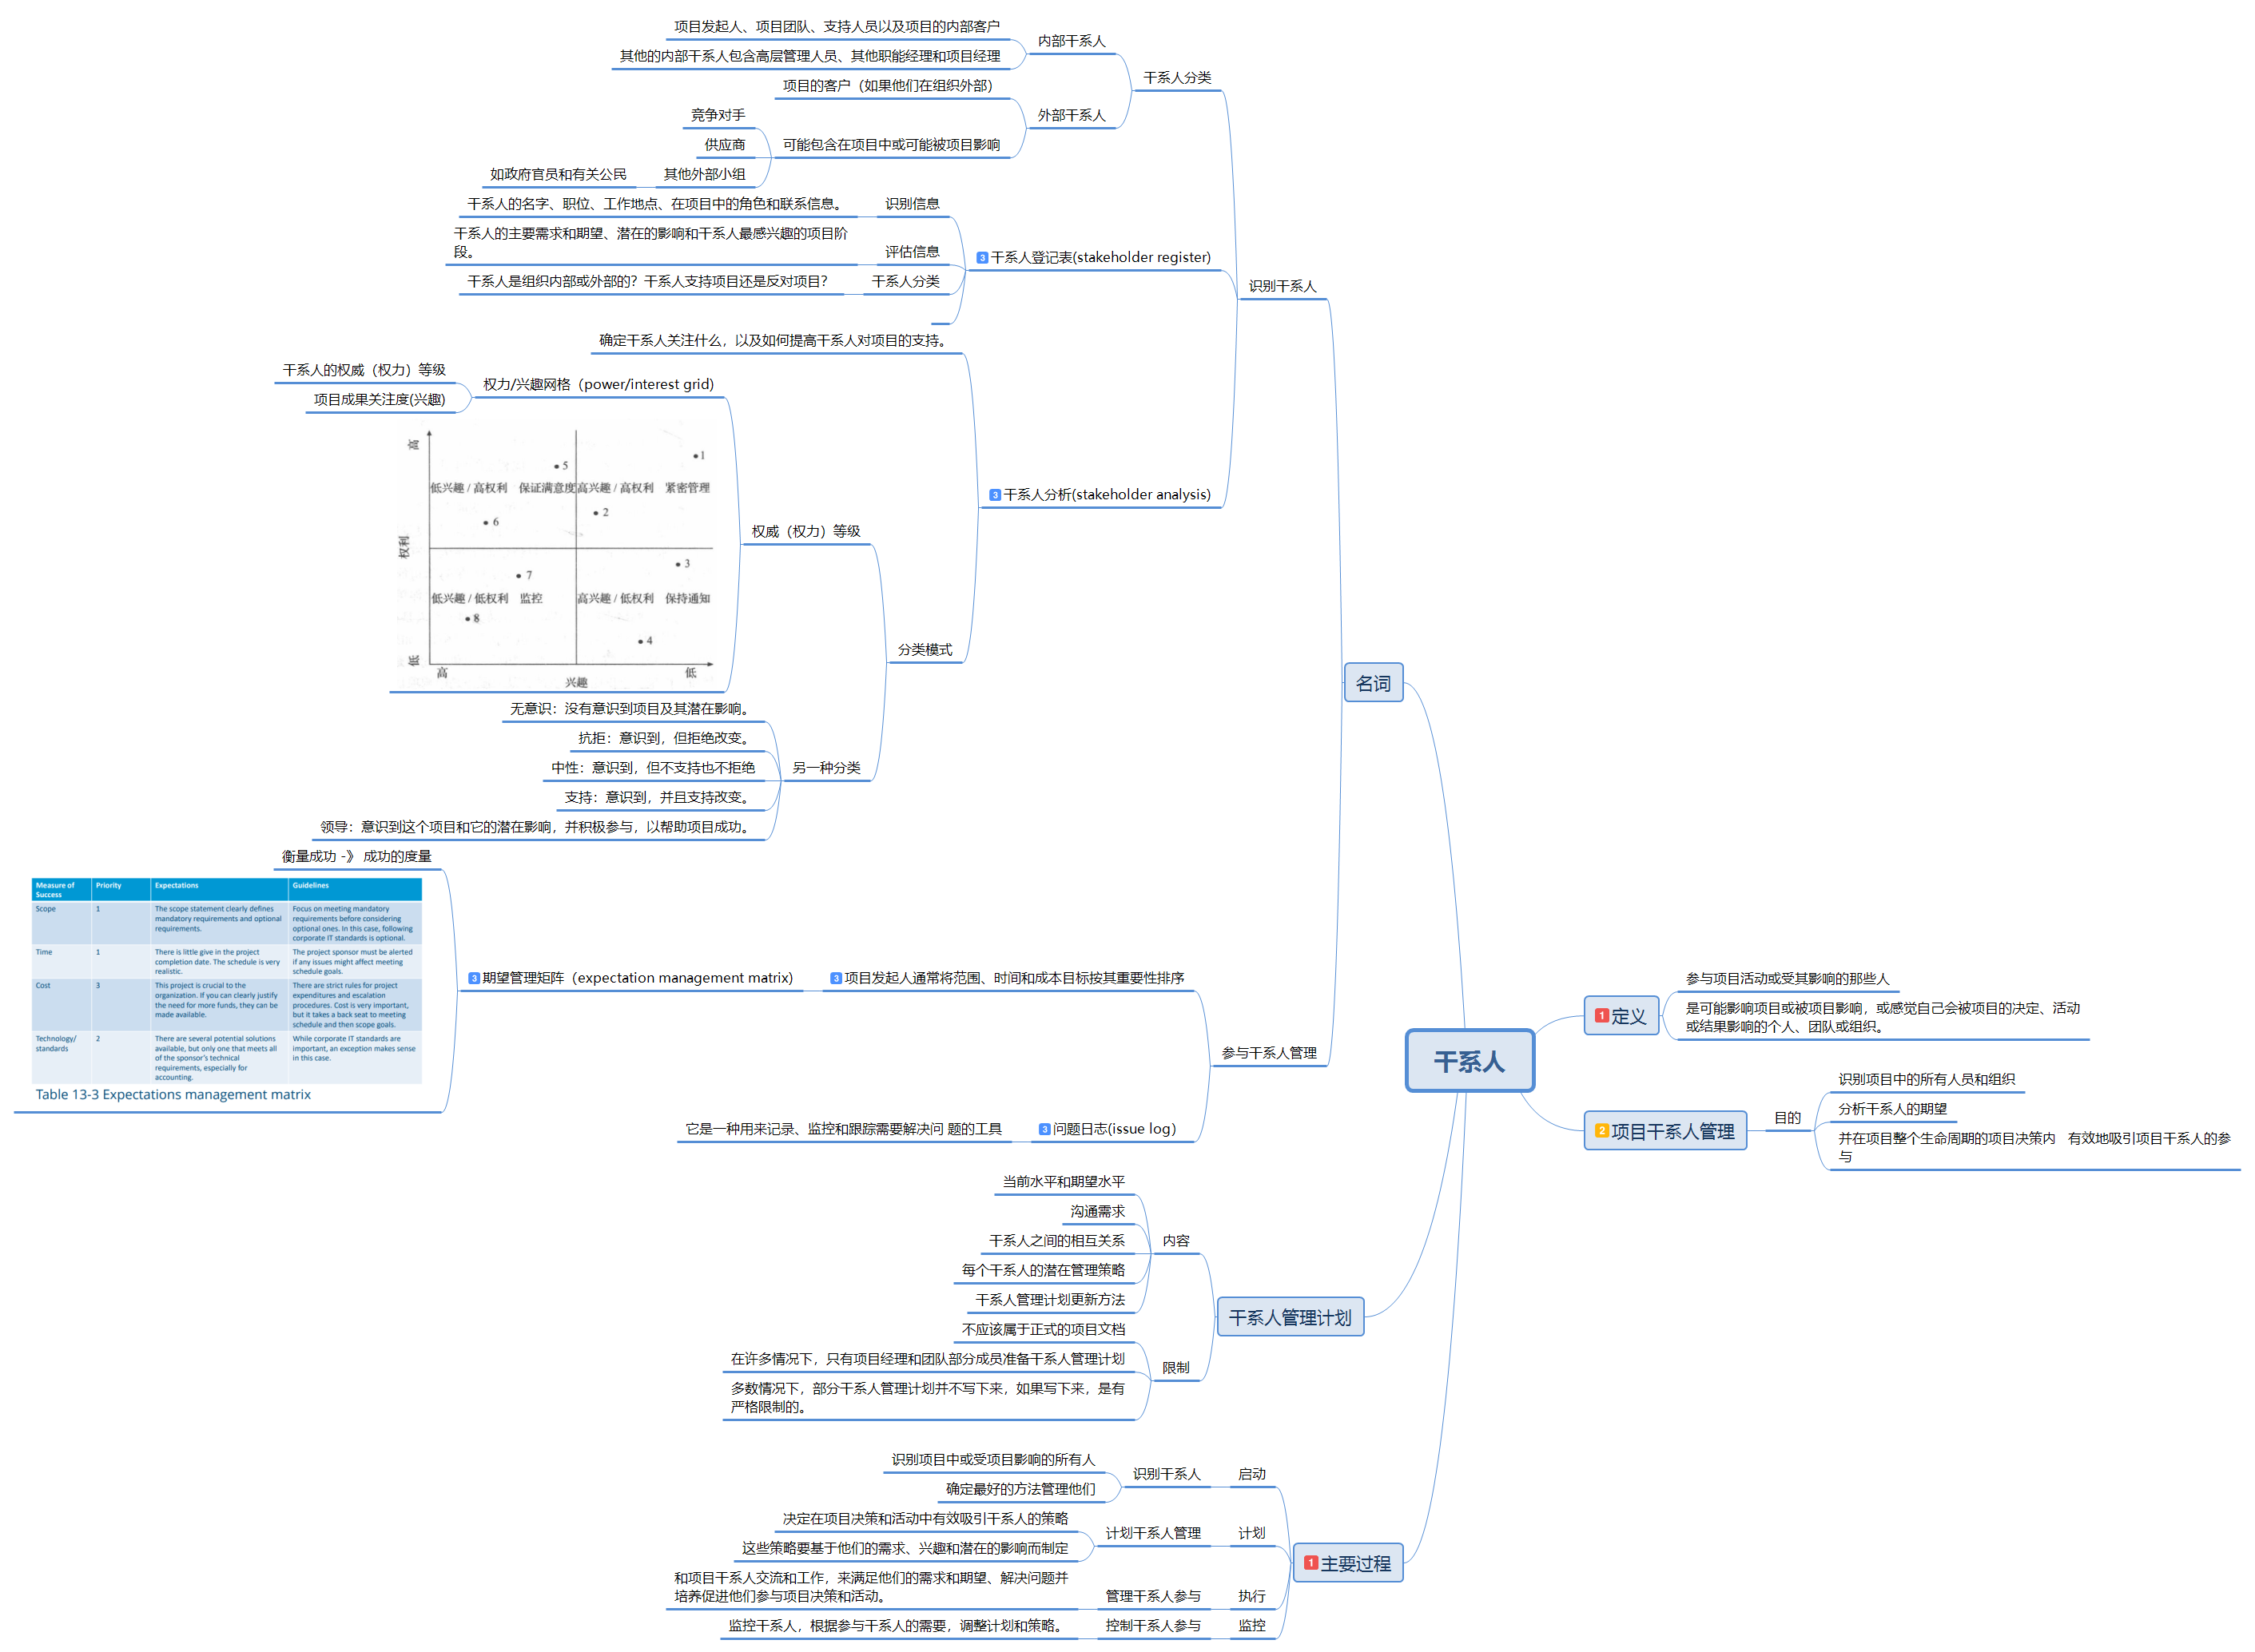 项目发起人、项目团队、支持人员以及项目的内部客户
其他的内部干系人包含高层管理人员、其他职能经理和项目经理
内部干系人
项目的客户（如果他们在组织外部）
竞争对手
供应商
如政府官员和有关公民
其他外部小组
可能包含在项目中或可能被项目影响
外部干系人
干系人分类
干系人的名字、职位、工作地点、在项目中的角色和联系信息。
识别信息
干系人的主要需求和期望、潜在的影响和干系人最感兴趣的项目阶
段。
评估信息
干系人是组织内部或外部的？干系人支持项目还是反对项目？
干系人分类
3 干系人登记表(stakeholder register)
识别干系人
确定干系人关注什么，以及如何提高干系人对项目的支持。
干系人的权威（权力）等级
项目成果关注度(兴趣)
权力/兴趣网格（power/interest grid)
高
5
1
低兴趣 / 高权利 保证满意度
高兴趣 / 高权利 紧密管理
6
2
权利
7
3
低兴趣 / 低权利 监控
高兴趣 / 低权利 保持通知
8
4
低
高
兴趣
低
权威（权力）等级
无意识：没有意识到项目及其潜在影响。
抗拒：意识到，但拒绝改变。
中性：意识到，但不支持也不拒绝
支持：意识到，并且支持改变。
领导：意识到这个项目和它的潜在影响，并积极参与，以帮助项目成功。
另一种分类
分类模式
3 干系人分析(stakeholder analysis)
名词
衡量成功 -》 成功的度量
Measure of
Success
Priority
Expectations
Guidelines
Scope
1
The scope statement clearly defines
mandatory requirements and optional
requirements.
Focus on meeting mandatory
requirements before considering
optional ones. In this case, following
corporate IT standards is optional.
Time
1
There is little give in the project
completion date. The schedule is very
realistic.
The project sponsor must be alerted
if any issues might affect meeting
schedule goals.
Cost
3
This project is crucial to the
organization. If you can clearly justify
the need for more funds, they can be
made available.
There are strict rules for project
expenditures and escalation
procedures. Cost is very important,
but it takes a back seat to meeting
schedule and then scope goals.
Technology/
standards
2
There are several potential solutions
available, but only one that meets all
of the sponsor's technical
requirements, especially for
accounting.
While corporate IT standards are
important, an exception makes sense
in this case.
Table 13-3 Expectations management matrix
3 期望管理矩阵（expectation management matrix)
3 项目发起人通常将范围、时间和成本目标按其重要性排序
它是一种用来记录、监控和跟踪需要解决问 题的工具
3 问题日志(issue log）
参与干系人管理
当前水平和期望水平
沟通需求
干系人之间的相互关系
每个干系人的潜在管理策略
干系人管理计划更新方法
内容
不应该属于正式的项目文档
在许多情况下，只有项目经理和团队部分成员准备干系人管理计划
多数情况下，部分干系人管理计划并不写下来，如果写下来，是有
严格限制的。
限制
干系人管理计划
识别项目中或受项目影响的所有人
确定最好的方法管理他们
识别干系人
启动
决定在项目决策和活动中有效吸引干系人的策略
这些策略要基于他们的需求、兴趣和潜在的影响而制定
计划干系人管理
计划
和项目干系人交流和工作，来满足他们的需求和期望、解决问题并
培养促进他们参与项目决策和活动。
管理干系人参与
执行
监控干系人，根据参与干系人的需要，调整计划和策略。
控制干系人参与
监控
1 主要过程
干系人
1 定义
参与项目活动或受其影响的那些人
是可能影响项目或被项目影响，或感觉自己会被项目的决定、活动
或结果影响的个人、团队或组织。
2 项目干系人管理
目的
识别项目中的所有人员和组织
分析干系人的期望
并在项目整个生命周期的项目决策内 有效地吸引项目干系人的参
与